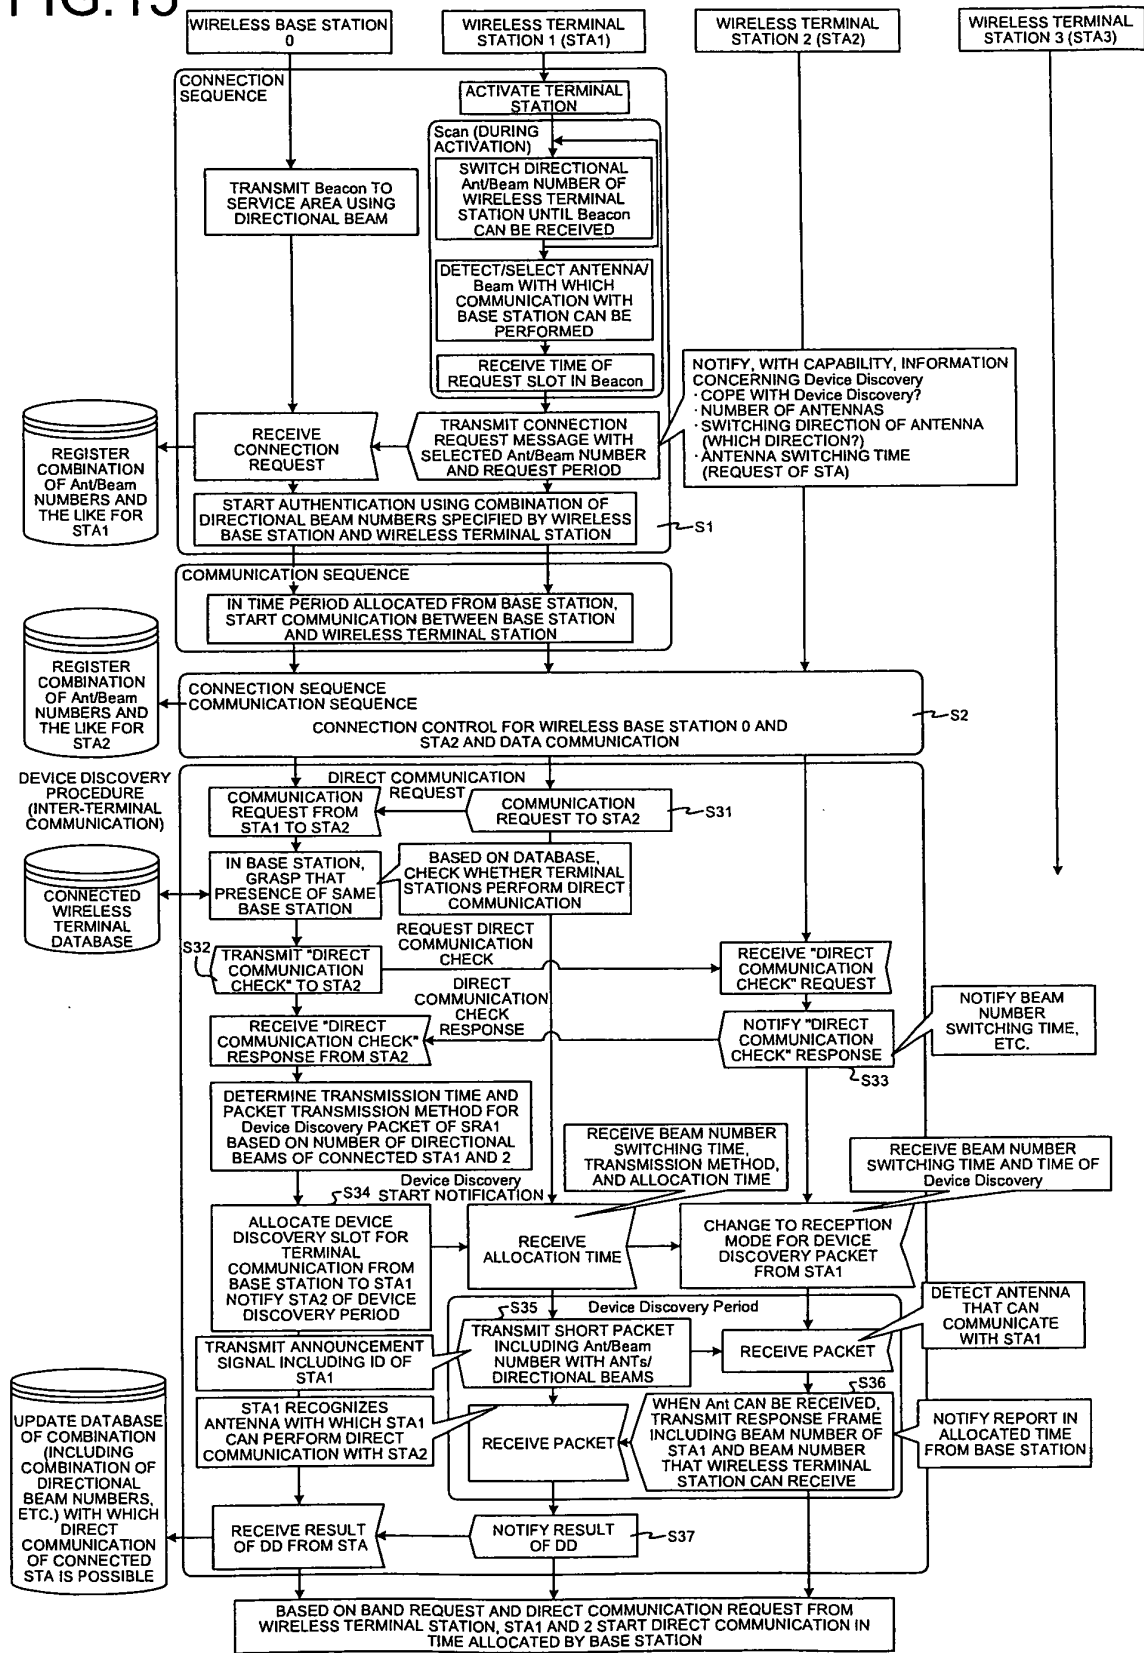 FIG.15
WIRELESS BASE STATION
0
WIRELESS TERMINAL
STATION 1 (STA1)
WIRELESS TERMINAL
STATION 2 (STA2)
WIRELESS TERMINAL
STATION 3 (STA3)
CONNECTION
SEQUENCE
ACTIVATE TERMINAL
STATION
Scan (DURING
ACTIVATION)
SWITCH DIRECTIONAL
Ant/Beam NUMBER OF
WIRELESS TERMINAL
STATION UNTIL Beacon
CAN BE RECEIVED
TRANSMIT Beacon TO
SERVICE AREA USING
DIRECTIONAL BEAM
DETECT/SELECT ANTENNA/
Beam WITH WHICH
COMMUNICATION WITH
BASE STATION CAN BE
PERFORMED
RECEIVE TIME OF
REQUEST SLOT IN Beacon
NOTIFY, WITH CAPABILITY, INFORMATION
CONCERNING Device Discovery
· COPE WITH Device Discovery?
· NUMBER OF ANTENNAS
· SWITCHING DIRECTION OF ANTENNA
(WHICH DIRECTION?)
· ANTENNA SWITCHING TIME
(REQUEST OF STA)
REGISTER
COMBINATION
OF Ant/Beam
NUMBERS AND
THE LIKE FOR
STA1
RECEIVE
CONNECTION
REQUEST
TRANSMIT CONNECTION
REQUEST MESSAGE WITH
SELECTED Ant/Beam NUMBER
AND REQUEST PERIOD
START AUTHENTICATION USING COMBINATION OF
DIRECTIONAL BEAM NUMBERS SPECIFIED BY WIRELESS
BASE STATION AND WIRELESS TERMINAL STATION
S1
COMMUNICATION SEQUENCE
IN TIME PERIOD ALLOCATED FROM BASE STATION,
START COMMUNICATION BETWEEN BASE STATION
AND WIRELESS TERMINAL STATION
REGISTER
COMBINATION
OF Ant/Beam
NUMBERS AND
THE LIKE FOR
STA2
CONNECTION SEQUENCE
COMMUNICATION SEQUENCE
CONNECTION CONTROL FOR WIRELESS BASE STATION 0 AND
STA2 AND DATA COMMUNICATION
S2
DEVICE DISCOVERY
PROCEDURE
(INTER-TERMINAL
COMMUNICATION)
DIRECT COMMUNICATION
REQUEST
COMMUNICATION
REQUEST FROM
STA1 TO STA2
COMMUNICATION
REQUEST TO STA2
S31
CONNECTED
WIRELESS
TERMINAL
DATABASE
IN BASE STATION,
GRASP THAT
PRESENCE OF SAME
BASE STATION
BASED ON DATABASE,
CHECK WHETHER TERMINAL
STATIONS PERFORM DIRECT
COMMUNICATION
S32
TRANSMIT "DIRECT
COMMUNICATION
CHECK" TO STA2
REQUEST DIRECT
COMMUNICATION
CHECK
RECEIVE "DIRECT
COMMUNICATION
CHECK" REQUEST
DIRECT
COMMUNICATION
CHECK
RESPONSE
RECEIVE "DIRECT
COMMUNICATION CHECK"
RESPONSE FROM STA2
NOTIFY "DIRECT
COMMUNICATION
CHECK" RESPONSE
S33
NOTIFY BEAM
NUMBER
SWITCHING TIME,
ETC.
DETERMINE TRANSMISSION TIME AND
PACKET TRANSMISSION METHOD FOR
Device Discovery PACKET OF SRA1
BASED ON NUMBER OF DIRECTIONAL
BEAMS OF CONNECTED STA1 AND 2
RECEIVE BEAM NUMBER
SWITCHING TIME,
TRANSMISSION METHOD,
AND ALLOCATION TIME
RECEIVE BEAM NUMBER
SWITCHING TIME AND TIME OF
Device Discovery
S34
Device Discovery
START NOTIFICATION
ALLOCATE DEVICE
DISCOVERY SLOT FOR
TERMINAL
COMMUNICATION FROM
BASE STATION TO STA1
NOTIFY STA2 OF DEVICE
DISCOVERY PERIOD
RECEIVE
ALLOCATION TIME
CHANGE TO RECEPTION
MODE FOR DEVICE
DISCOVERY PACKET
FROM STA1
S35
Device Discovery Period
DETECT ANTENNA
THAT CAN
COMMUNICATE
WITH STA1
TRANSMIT ANNOUNCEMENT
SIGNAL INCLUDING ID OF
STA1
TRANSMIT SHORT PACKET
INCLUDING Ant/Beam
NUMBER WITH ANTs/
DIRECTIONAL BEAMS
RECEIVE PACKET
S36
UPDATE DATABASE
OF COMBINATION
(INCLUDING
COMBINATION OF
DIRECTIONAL
BEAM NUMBERS,
ETC.) WITH WHICH
DIRECT
COMMUNICATION
OF CONNECTED
STA IS POSSIBLE
STA1 RECOGNIZES
ANTENNA WITH WHICH STA1
CAN PERFORM DIRECT
COMMUNICATION WITH STA2
RECEIVE PACKET
WHEN Ant CAN BE RECEIVED,
TRANSMIT RESPONSE FRAME
INCLUDING BEAM NUMBER OF
STA1 AND BEAM NUMBER
THAT WIRELESS TERMINAL
STATION CAN RECEIVE
NOTIFY REPORT IN
ALLOCATED TIME
FROM BASE STATION
RECEIVE RESULT
OF DD FROM STA
NOTIFY RESULT
OF DD
S37
BASED ON BAND REQUEST AND DIRECT COMMUNICATION REQUEST FROM
WIRELESS TERMINAL STATION, STA1 AND 2 START DIRECT COMMUNICATION IN
TIME ALLOCATED BY BASE STATION